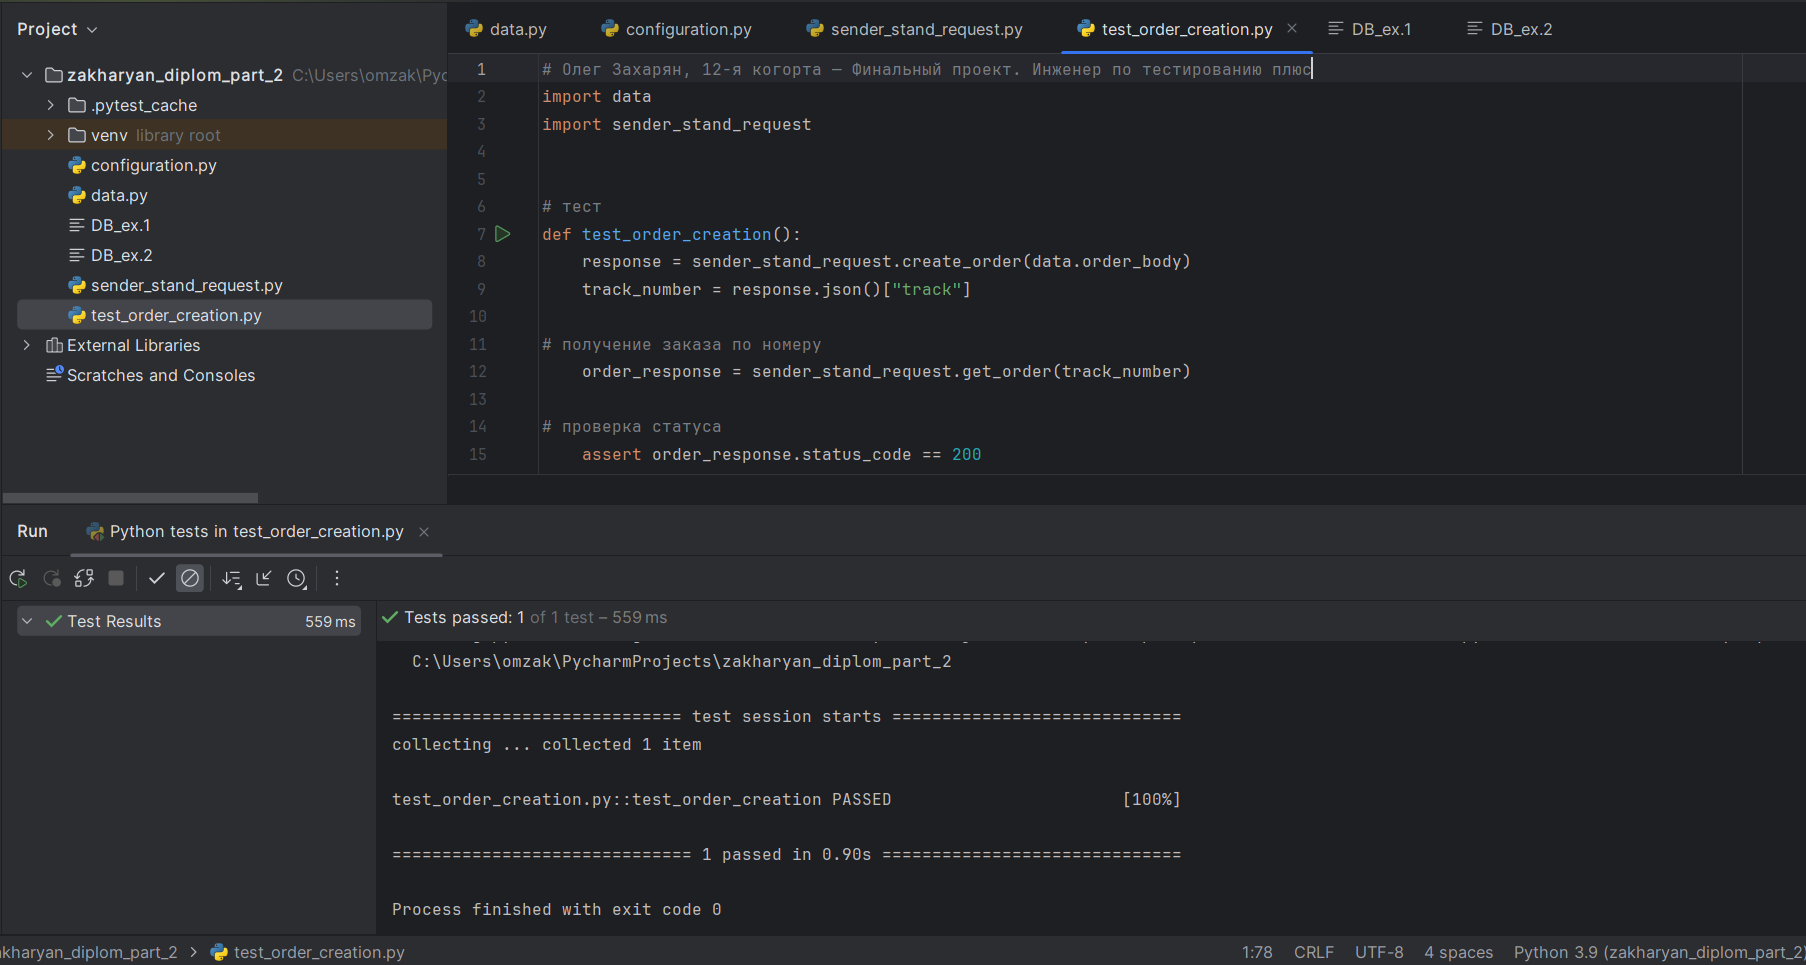 Project
zakharyan_diplom_part_2 C:\Users\omzak\Pyc
.pytest_cache
venv library root
configuration.py
data.py
DB_ex.1
DB_ex.2
sender_stand_request.py
test_order_creation.py
External Libraries
Scratches and Consoles
data.py configuration.py sender_stand_request.py test_order_creation.py DB_ex.1 DB_ex.2
1 # Олег Захарян, 12-я когорта — Финальный проект. Инженер по тестированию плюс
2 import data
3 import sender_stand_request
4
5
6 # тест
7 def test_order_creation():
8 response = sender_stand_request.create_order(data.order_body)
9 track_number = response.json()["track"]
10
11 # получение заказа по номеру
12 order_response = sender_stand_request.get_order(track_number)
13
14 # проверка статуса
15 assert order_response.status_code == 200
Run Python tests in test_order_creation.py
Test Results 559 ms
Tests passed: 1 of 1 test – 559 ms
C:\Users\omzak\PycharmProjects\zakharyan_diplom_part_2
============================= test session starts =============================
collecting ... collected 1 item
test_order_creation.py::test_order_creation PASSED [100%]
============================== 1 passed in 0.90s ==============================
Process finished with exit code 0
akharyan_diplom_part_2 > test_order_creation.py
1:78 CRLF UTF-8 4 spaces Python 3.9 (zakharyan_diplom_part_2)